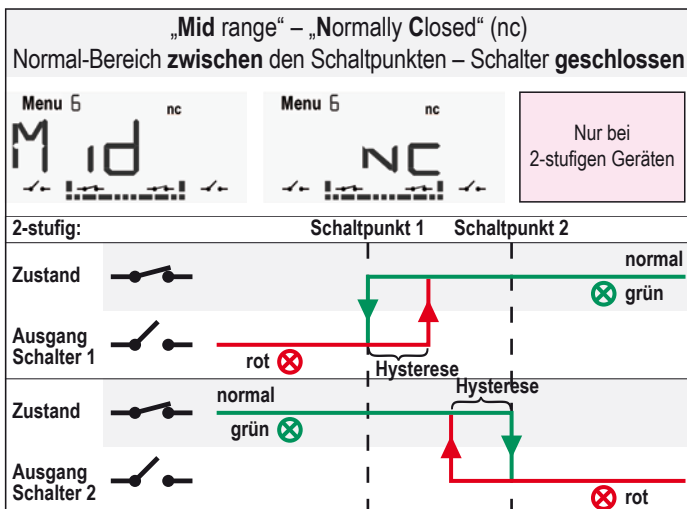 „Mid range“ – „Normally Closed“ (nc)
Normal-Bereich zwischen den Schaltpunkten – Schalter geschlossen
Menu 6 nc
Mid
Menu 6 nc
NC
Nur bei
2-stufigen Geräten
2-stufig: Schaltpunkt 1 Schaltpunkt 2
normal
Zustand
grün
Ausgang
Schalter 1
rot
Hysterese
Hysterese
normal
Zustand
grün
Ausgang
Schalter 2
rot